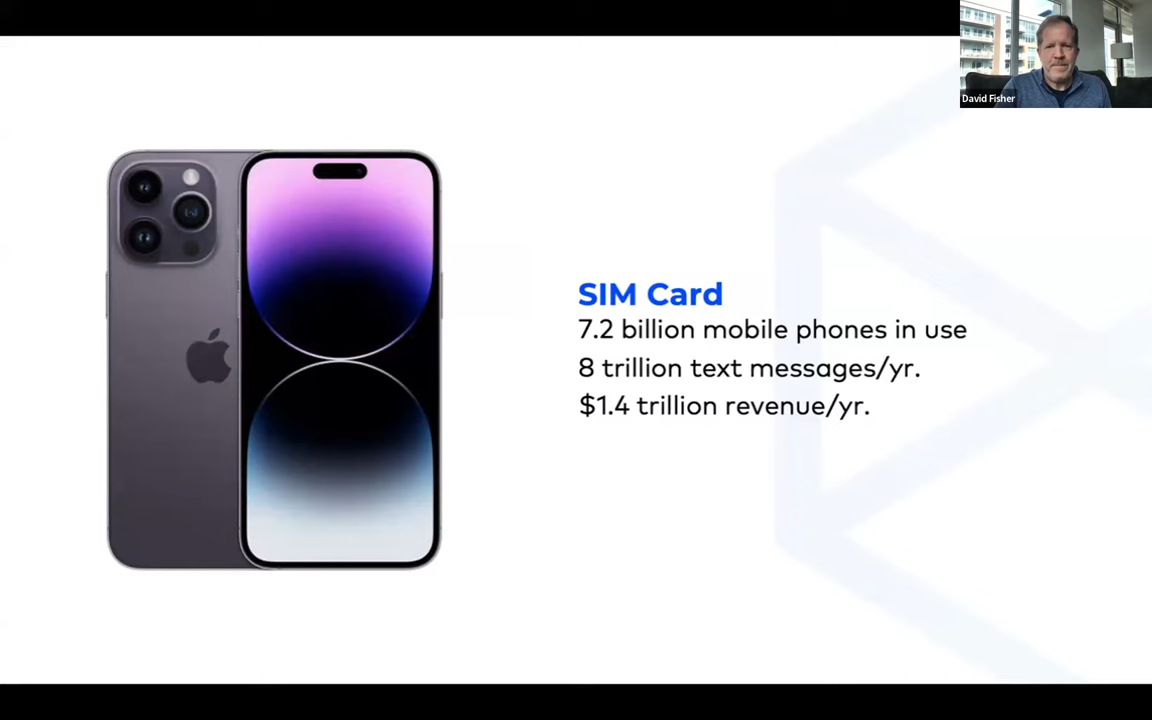 David Fisher
SIM Card
7.2 billion mobile phones in use
8 trillion text messages/yr.
$1.4 trillion revenue/yr.